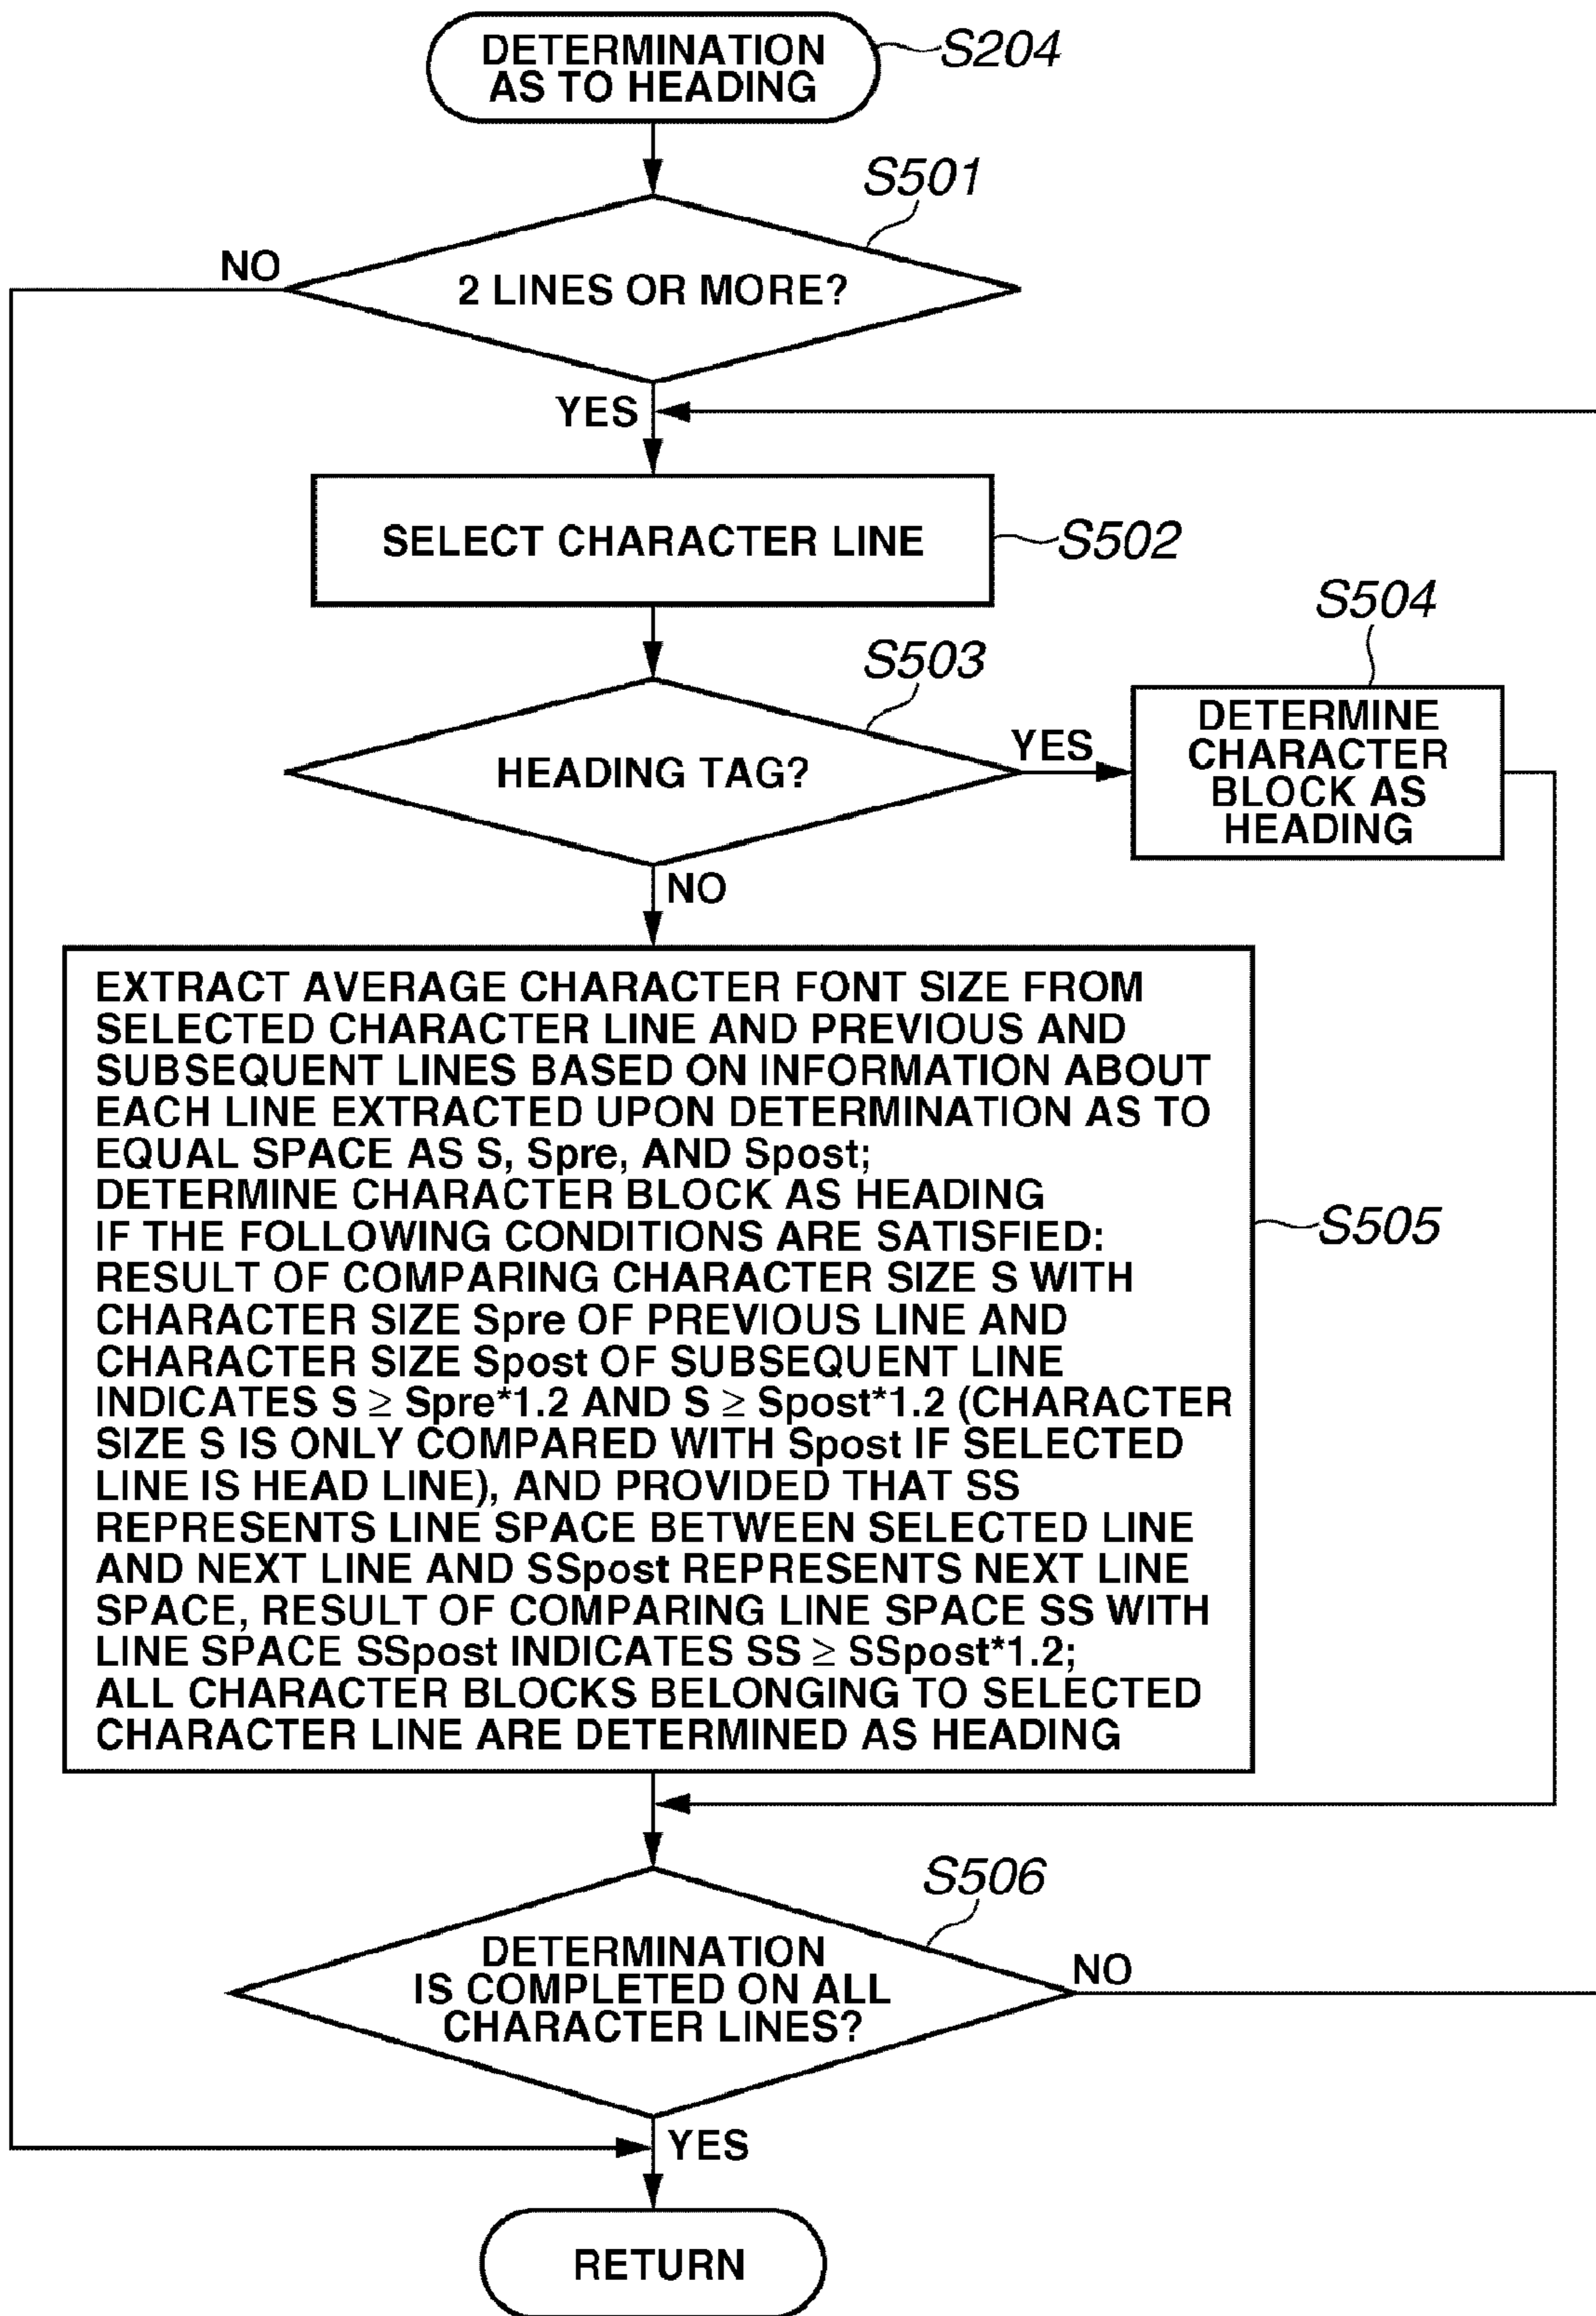 DETERMINATION
AS TO HEADING
S204
S501
NO
2 LINES OR MORE?
YES
SELECT CHARACTER LINE
S502
S504
S503
YES
HEADING TAG?
DETERMINE
CHARACTER
BLOCK AS
HEADING
NO
EXTRACT AVERAGE CHARACTER FONT SIZE FROM
SELECTED CHARACTER LINE AND PREVIOUS AND
SUBSEQUENT LINES BASED ON INFORMATION ABOUT
EACH LINE EXTRACTED UPON DETERMINATION AS TO
EQUAL SPACE AS S, Spre, AND Spost;
DETERMINE CHARACTER BLOCK AS HEADING
IF THE FOLLOWING CONDITIONS ARE SATISFIED:
RESULT OF COMPARING CHARACTER SIZE S WITH
CHARACTER SIZE Spre OF PREVIOUS LINE AND
CHARACTER SIZE Spost OF SUBSEQUENT LINE
INDICATES S ≥ Spre*1.2 AND S ≥ Spost*1.2 (CHARACTER
SIZE S IS ONLY COMPARED WITH Spost IF SELECTED
LINE IS HEAD LINE), AND PROVIDED THAT SS
REPRESENTS LINE SPACE BETWEEN SELECTED LINE
AND NEXT LINE AND SSpost REPRESENTS NEXT LINE
SPACE, RESULT OF COMPARING LINE SPACE SS WITH
LINE SPACE SSpost INDICATES SS ≥ SSpost*1.2;
ALL CHARACTER BLOCKS BELONGING TO SELECTED
CHARACTER LINE ARE DETERMINED AS HEADING
S505
S506
DETERMINATION
IS COMPLETED ON ALL
CHARACTER LINES?
NO
YES
RETURN